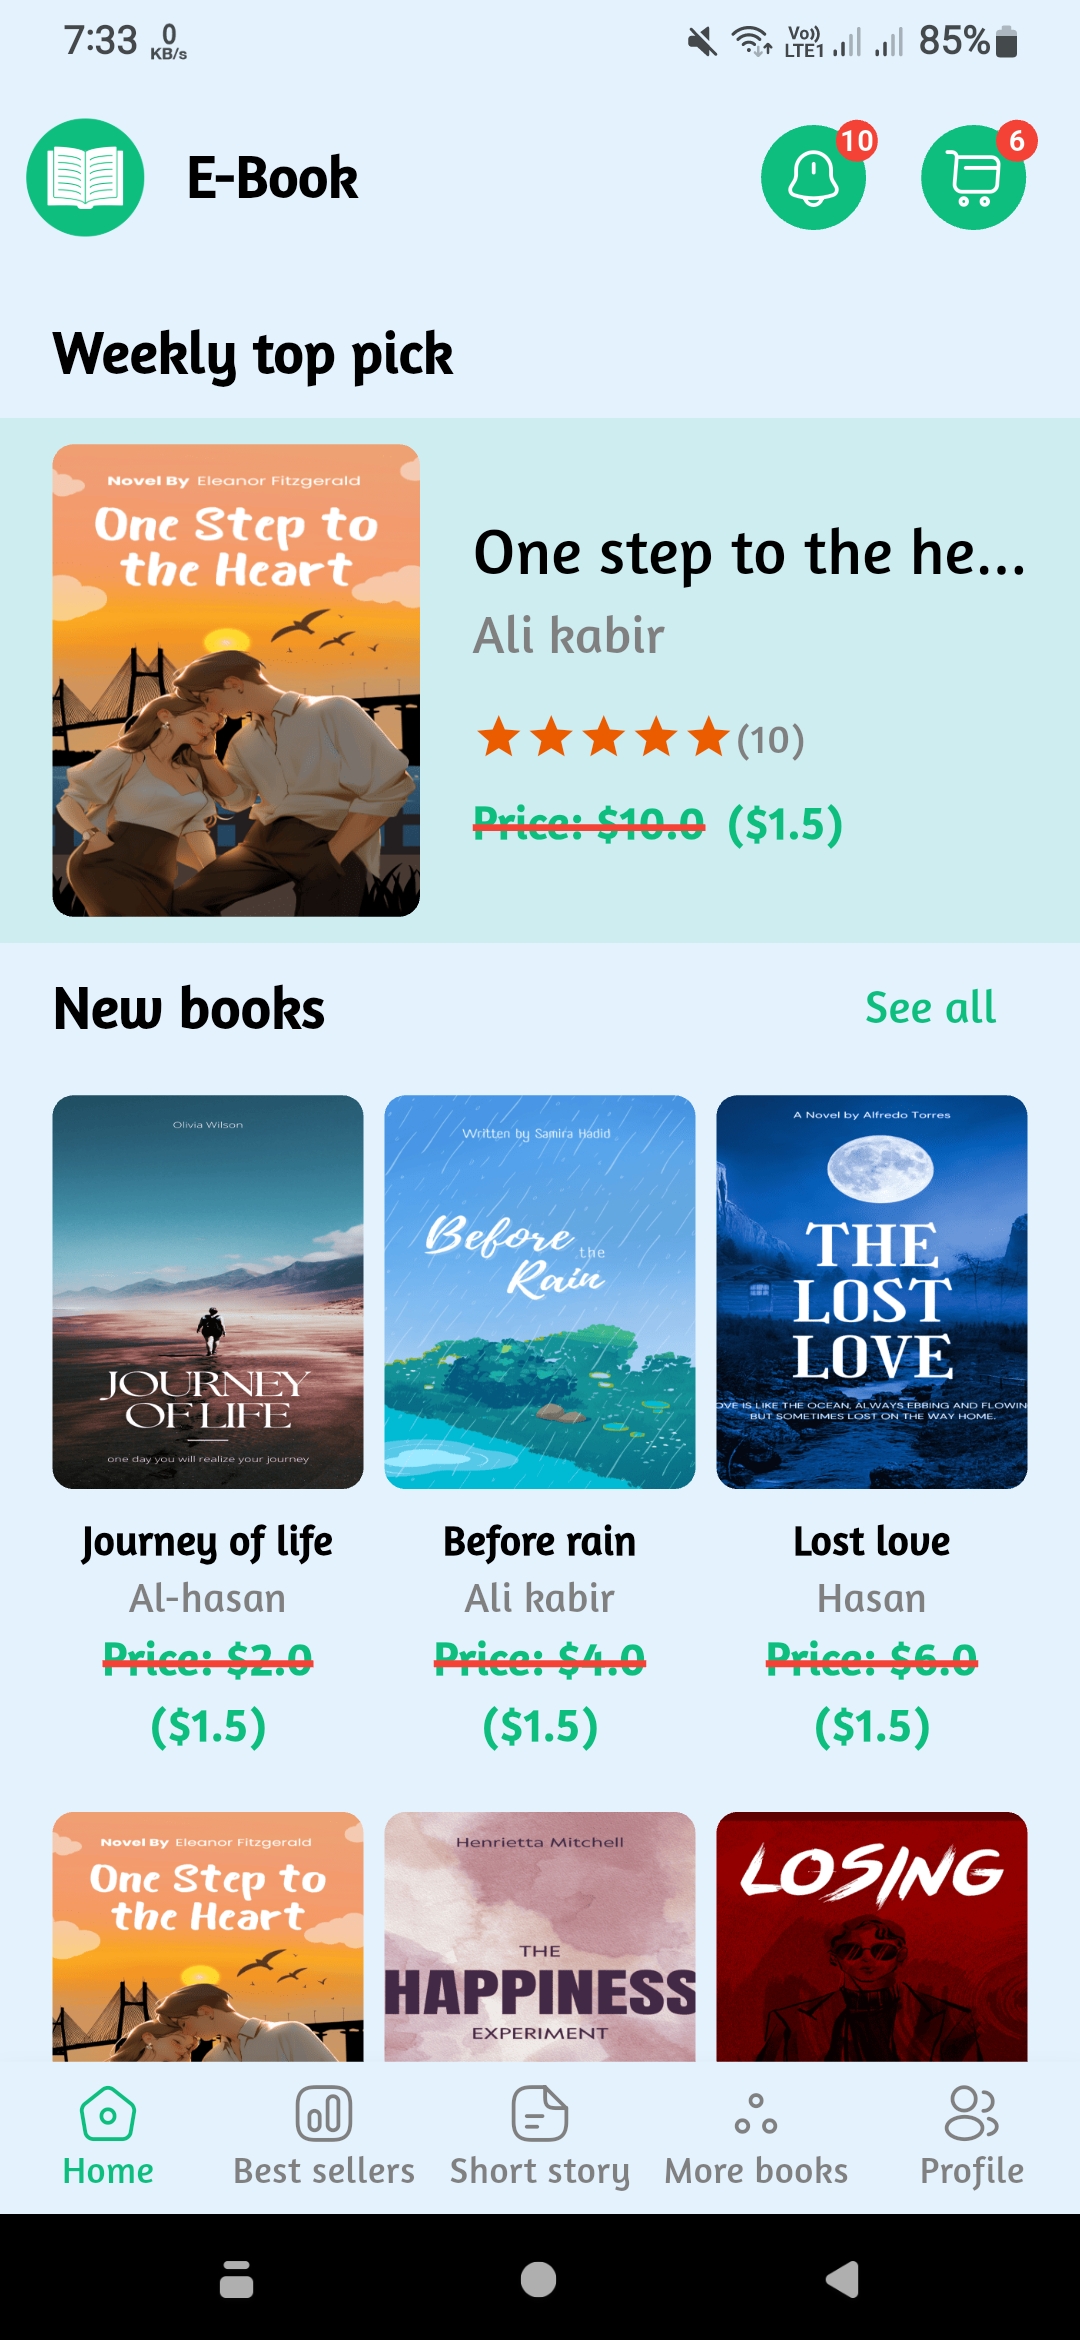 7:33 0 KB/s Vo)) LTE1 85%
E-Book 10 6
Weekly top pick
Novel By Eleanor Fitzgerald
One Step to
the Heart
One step to the he...
Ali kabir
(10)
Price: $10.0 ($1.5)
New books See all
Olivia Wilson
JOURNEY
OF LIFE
one day you will realize your journey
Written by Samira Hadid
Before
the
Rain
A Novel by Alfredo Torres
THE
LOST
LOVE
OVE IS LIKE THE OCEAN, ALWAYS EBBING AND FLOWIN
BUT SOMETIMES LOST ON THE WAY HOME.
Journey of life
Al-hasan
Price: $2.0
($1.5)
Before rain
Ali kabir
Price: $4.0
($1.5)
Lost love
Hasan
Price: $6.0
($1.5)
Novel By Eleanor Fitzgerald
One Step to
the Heart
Henrietta Mitchell
THE
HAPPINESS
EXPERIMENT
LOSING
Home Best sellers Short story More books Profile